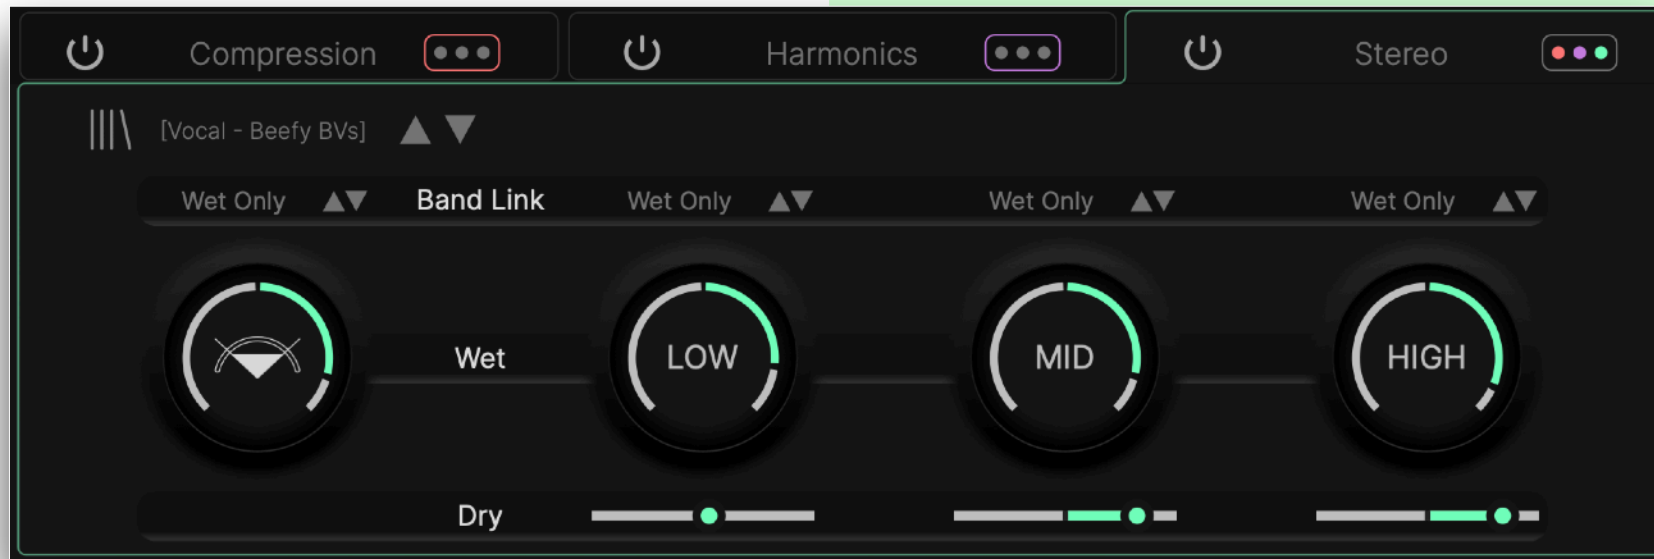 Compression Harmonics Stereo
[Vocal - Beefy BVs]
Wet Only Band Link Wet Only Wet Only Wet Only
Wet LOW MID HIGH
Dry